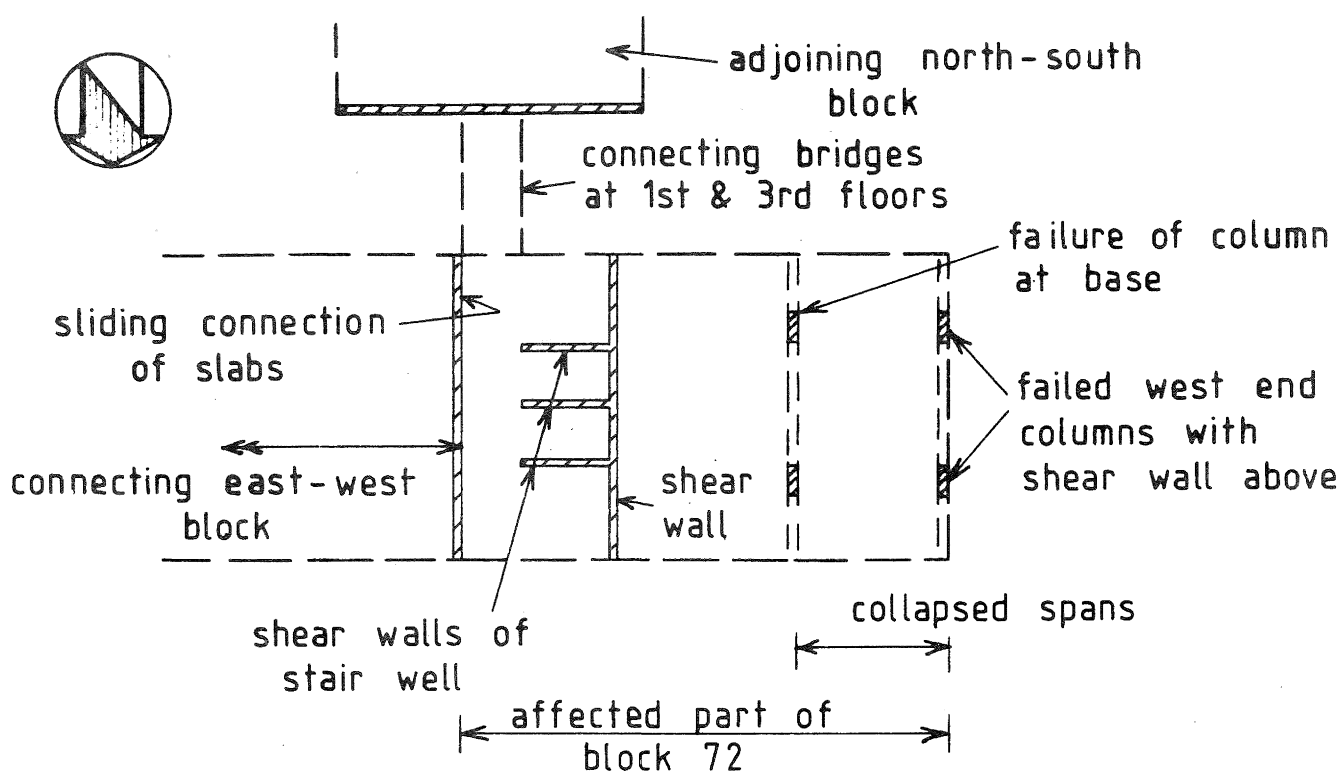 N
adjoining north-south
block
connecting bridges
at 1st & 3rd floors
failure of column
at base
sliding connection
of slabs
failed west end
columns with
shear wall above
connecting east-west
block
shear
wall
collapsed spans
shear walls of
stair well
affected part of
block 72